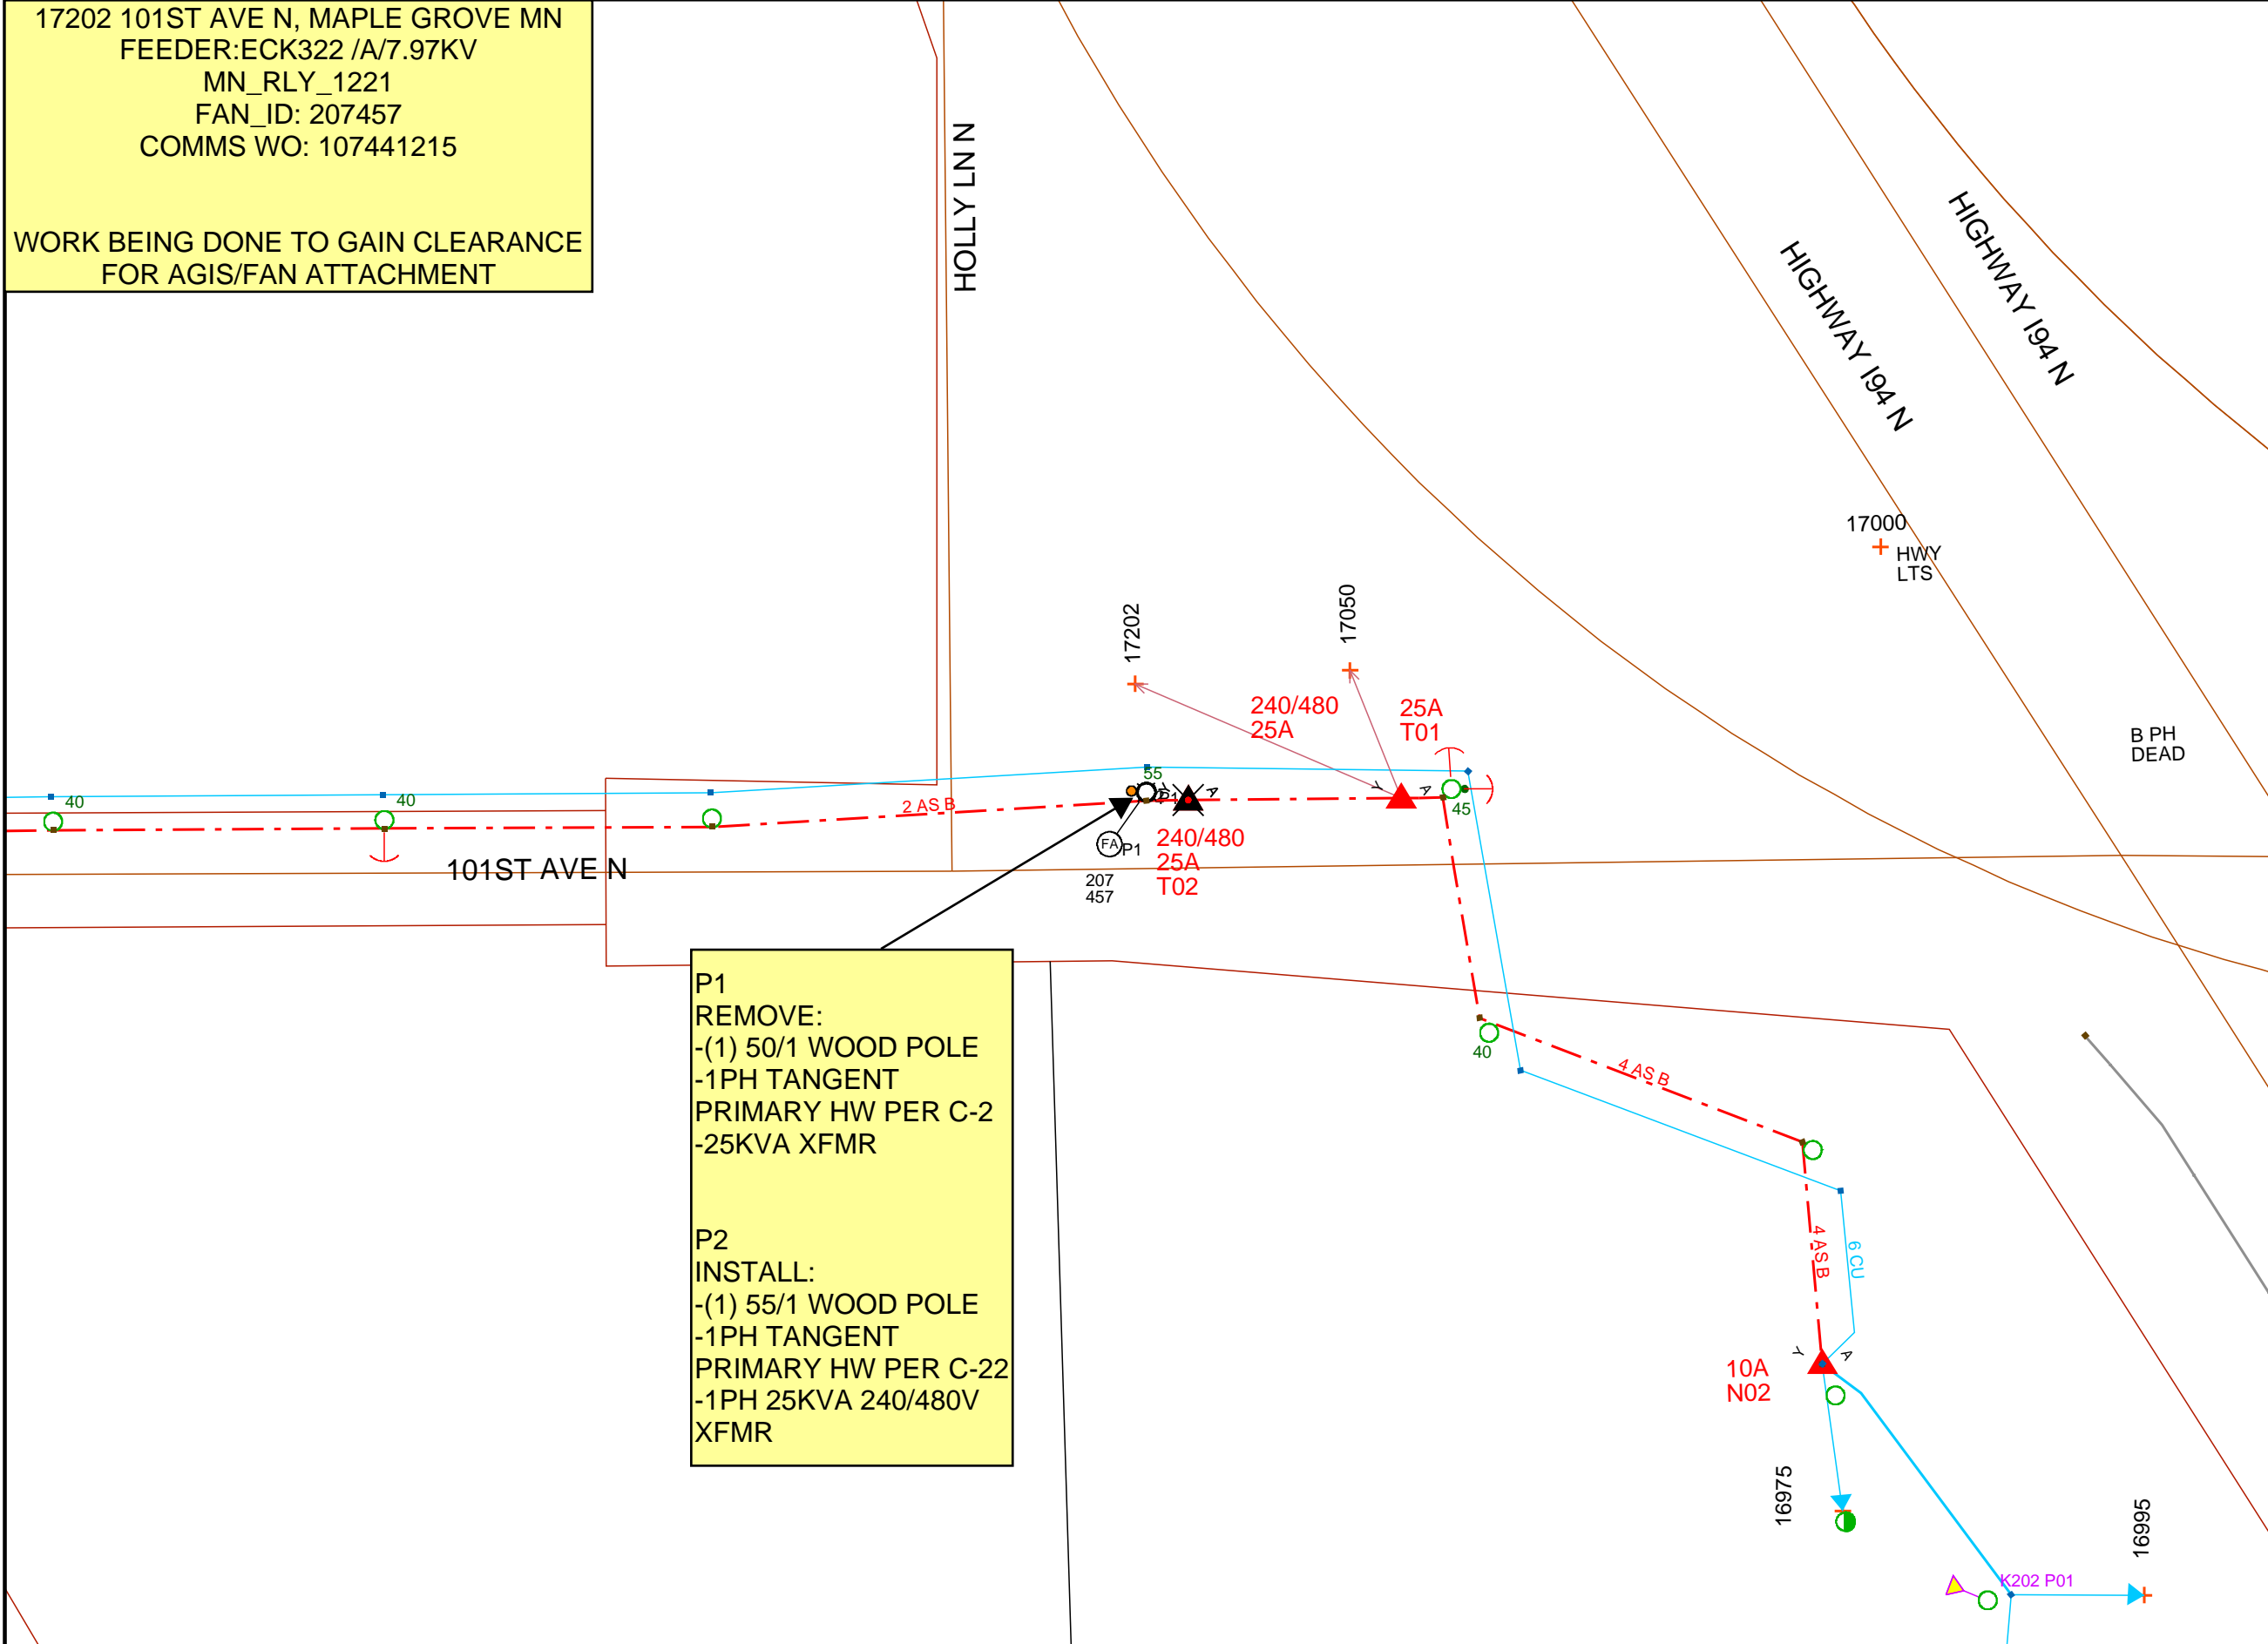 17202 101ST AVE N, MAPLE GROVE MN
FEEDER:ECK322 /A/7.97KV
MN_RLY_1221
FAN_ID: 207457
COMMS WO: 107441215
WORK BEING DONE TO GAIN CLEARANCE
FOR AGIS/FAN ATTACHMENT
HOLLY LN N
HIGHWAY I94 N
HIGHWAY I94 N
17000
HWY
LTS
17202
17050
240/480
25A
25A
T01
B PH
DEAD
40
40
2 AS B
55
P1
A
Y
A
45
FA
P1
240/480
25A
T02
207
457
101ST AVE N
P1
REMOVE:
-(1) 50/1 WOOD POLE
-1PH TANGENT
PRIMARY HW PER C-2
-25KVA XFMR
P2
INSTALL:
-(1) 55/1 WOOD POLE
-1PH TANGENT
PRIMARY HW PER C-22
-1PH 25KVA 240/480V
XFMR
40
4 AS B
4 AS B
6 CU
Y
A
10A
N02
16975
16995
K202 P01